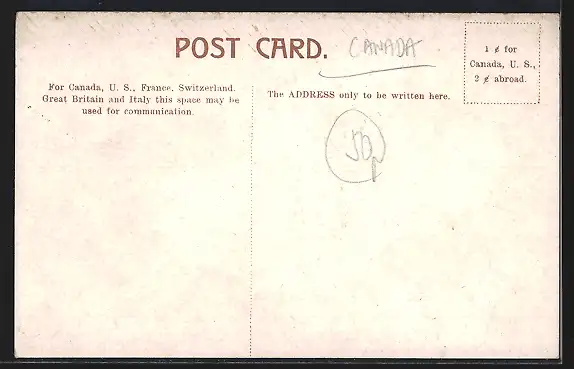 POST CARD.
CANADA
1 ¢ for
Canada, U. S.,
2 ¢ abroad.
For Canada, U. S., France, Switzerland,
Great Britain and Italy this space may be
used for communication.
The ADDRESS only to be written here.
50p